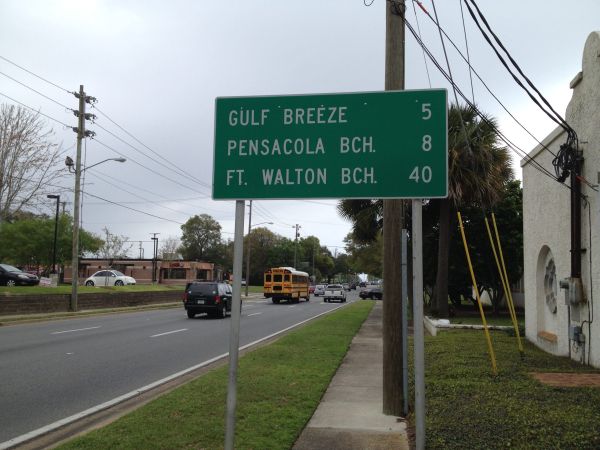 GULF BREEZE 5
PENSACOLA BCH. 8
FT. WALTON BCH. 40